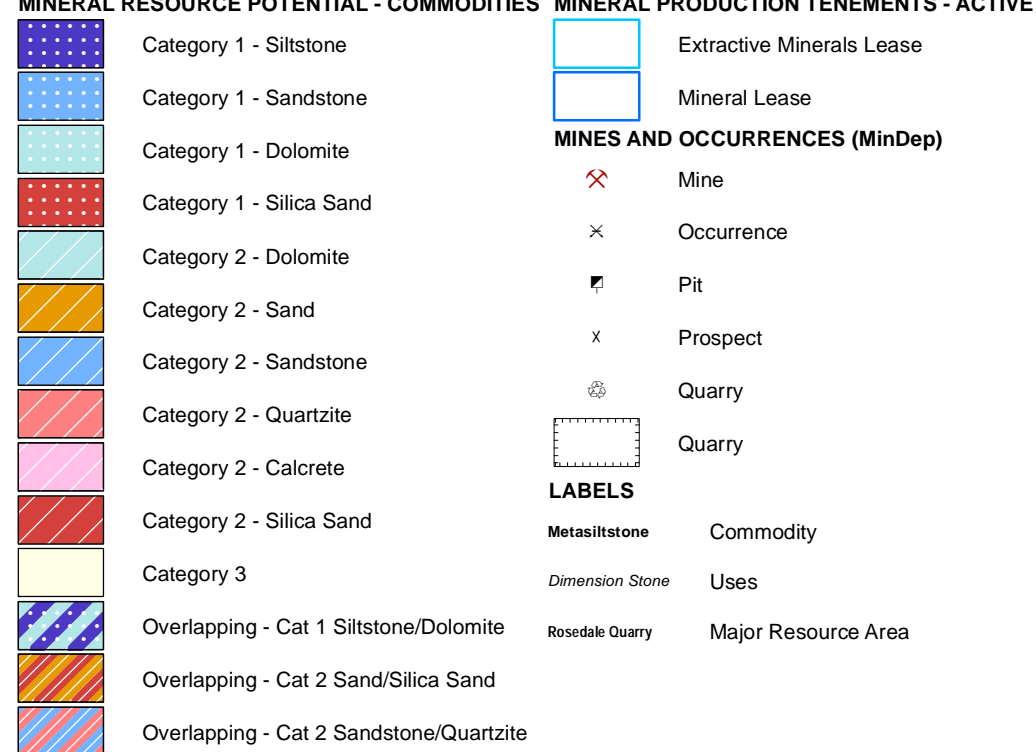 MINERAL RESOURCE POTENTIAL - COMMODITIES
Category 1 - Siltstone
Category 1 - Sandstone
Category 1 - Dolomite
Category 1 - Silica Sand
Category 2 - Dolomite
Category 2 - Sand
Category 2 - Sandstone
Category 2 - Quartzite
Category 2 - Calcrete
Category 2 - Silica Sand
Category 3
Overlapping - Cat 1 Siltstone/Dolomite
Overlapping - Cat 2 Sand/Silica Sand
Overlapping - Cat 2 Sandstone/Quartzite
MINERAL PRODUCTION TENEMENTS - ACTIVE
Extractive Minerals Lease
Mineral Lease
MINES AND OCCURRENCES (MinDep)
Mine
Occurrence
Pit
Prospect
Quarry
Quarry
LABELS
Metasiltstone Commodity
Dimension Stone Uses
Rosedale Quarry Major Resource Area